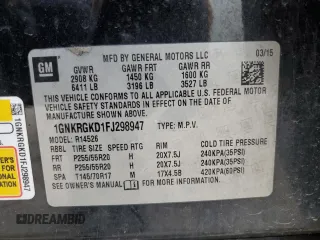 GM
MFD BY GENERAL MOTORS LLC
03/15
GVWR GAWR FRT GAWR RR
2908 KG 1450 KG 1600 KG
6411 LB 3196 LB 3527 LB
THIS VEHICLE CONFORMS TO ALL APPLICABLE U.S. FEDERAL MOTOR
VEHICLE SAFETY STANDARDS IN EFFECT ON THE DATE OF
MANUFACTURE SHOWN ABOVE.
1GNKRGKD1FJ298947 TYPE: M.P.V.
MODEL: R14526
RBBL TIRE SIZE SPEED RTG RIM COLD TIRE PRESSURE
FRT P255/55R20 H 20X7.5J 240KPA(35PSI)
RR P255/55R20 H 20X7.5J 240KPA(35PSI)
SPA T145/70R17 M 17X4.5B 420KPA(60PSI)
SEE OWNER'S MANUAL FOR ADDITIONAL INFORMATION.
1GNKRGKD1FJ298947